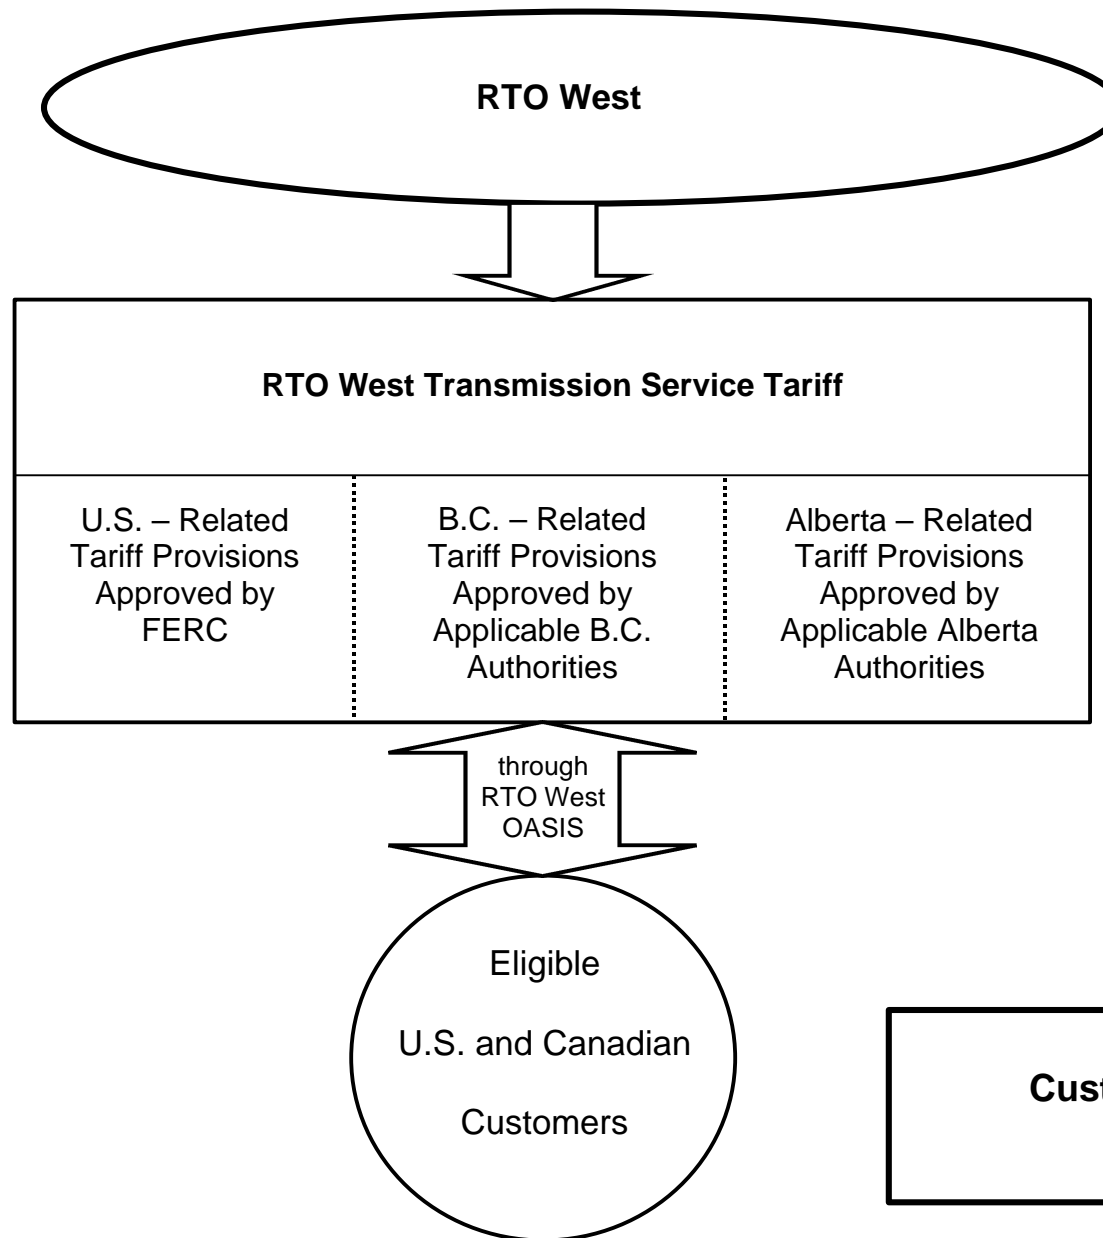 RTO West
RTO West Transmission Service Tariff
U.S. – Related
Tariff Provisions
Approved by
FERC
B.C. – Related
Tariff Provisions
Approved by
Applicable B.C.
Authorities
Alberta – Related
Tariff Provisions
Approved by
Applicable Alberta
Authorities
through
RTO West
OASIS
Eligible
U.S. and Canadian
Customers